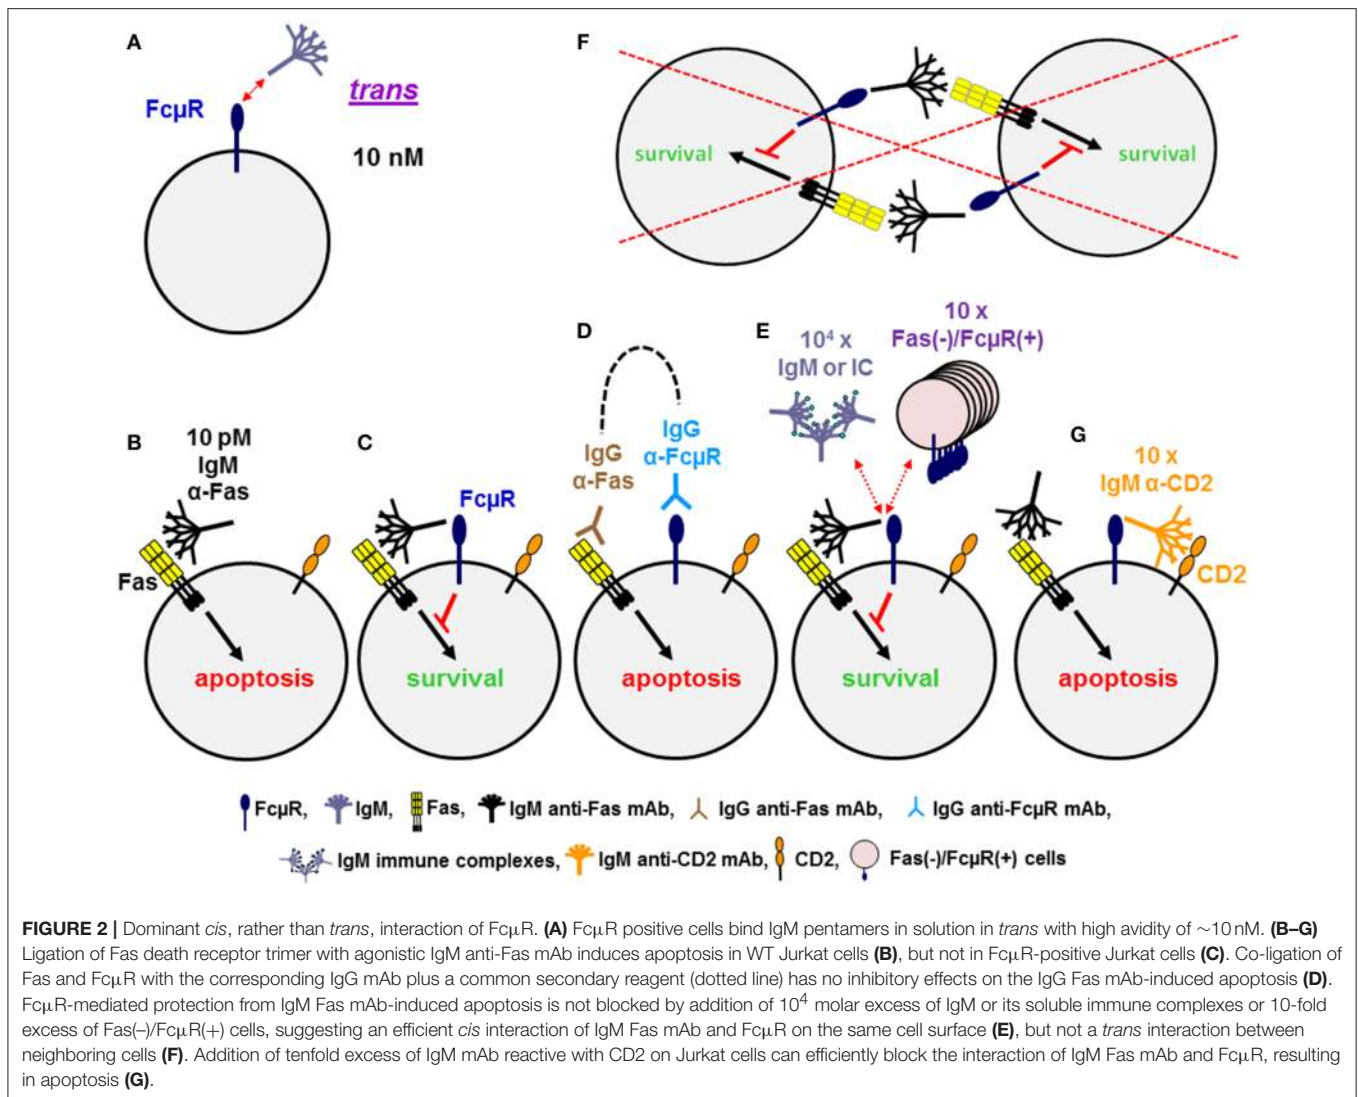 A
FcμR
trans
10 nM
F
survival
survival
B
10 pM
IgM
α-Fas
Fas
apoptosis
C
FcμR
survival
D
IgG
α-Fas
IgG
α-FcμR
apoptosis
E
10⁴ x
IgM or IC
10 x
Fas(-)/FcμR(+)
survival
G
10 x
IgM α-CD2
CD2
apoptosis
FcμR, IgM, Fas, IgM anti-Fas mAb, IgG anti-Fas mAb, IgG anti-FcμR mAb,
IgM immune complexes, IgM anti-CD2 mAb, CD2, Fas(-)/FcμR(+) cells
FIGURE 2 | Dominant cis, rather than trans, interaction of FcμR. (A) FcμR positive cells bind IgM pentamers in solution in trans with high avidity of ~10 nM. (B–G)
Ligation of Fas death receptor trimer with agonistic IgM anti-Fas mAb induces apoptosis in WT Jurkat cells (B), but not in FcμR-positive Jurkat cells (C). Co-ligation of
Fas and FcμR with the corresponding IgG mAb plus a common secondary reagent (dotted line) has no inhibitory effects on the IgG Fas mAb-induced apoptosis (D).
FcμR-mediated protection from IgM Fas mAb-induced apoptosis is not blocked by addition of 10⁴ molar excess of IgM or its soluble immune complexes or 10-fold
excess of Fas(–)/FcμR(+) cells, suggesting an efficient cis interaction of IgM Fas mAb and FcμR on the same cell surface (E), but not a trans interaction between
neighboring cells (F). Addition of tenfold excess of IgM mAb reactive with CD2 on Jurkat cells can efficiently block the interaction of IgM Fas mAb and FcμR, resulting
in apoptosis (G).